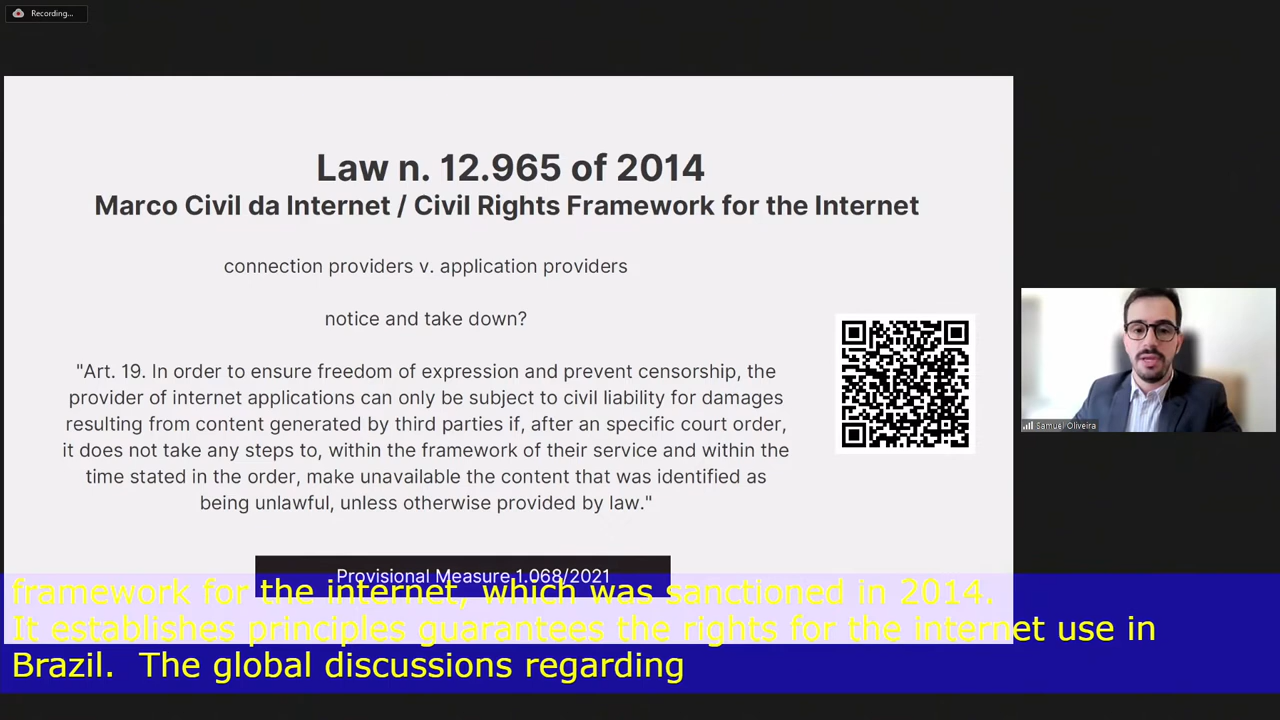 Recording...
Law n. 12.965 of 2014
Marco Civil da Internet / Civil Rights Framework for the Internet
connection providers v. application providers
notice and take down?
"Art. 19. In order to ensure freedom of expression and prevent censorship, the
provider of internet applications can only be subject to civil liability for damages
resulting from content generated by third parties if, after an specific court order,
it does not take any steps to, within the framework of their service and within the
time stated in the order, make unavailable the content that was identified as
being unlawful, unless otherwise provided by law."
Samuel Oliveira
Provisional Measure 1.068/2021
framework for the internet, which was sanctioned in 2014.
It establishes principles guarantees the rights for the internet use in
Brazil.  The global discussions regarding